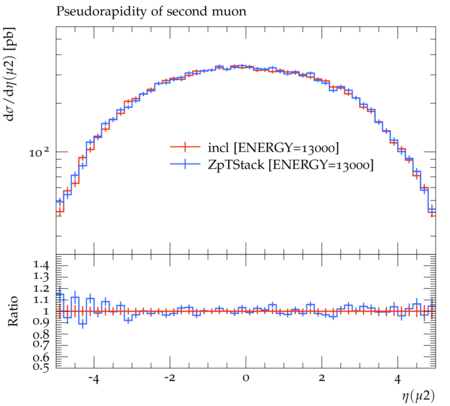 Pseudorapidity of second muon
dσ/dη(μ2) [pb]
10²
incl [ENERGY=13000]
ZpTStack [ENERGY=13000]
Ratio
1.4
1.3
1.2
1.1
1
0.9
0.8
0.7
0.6
0.5
-4 -2 0 2 4
η(μ2)